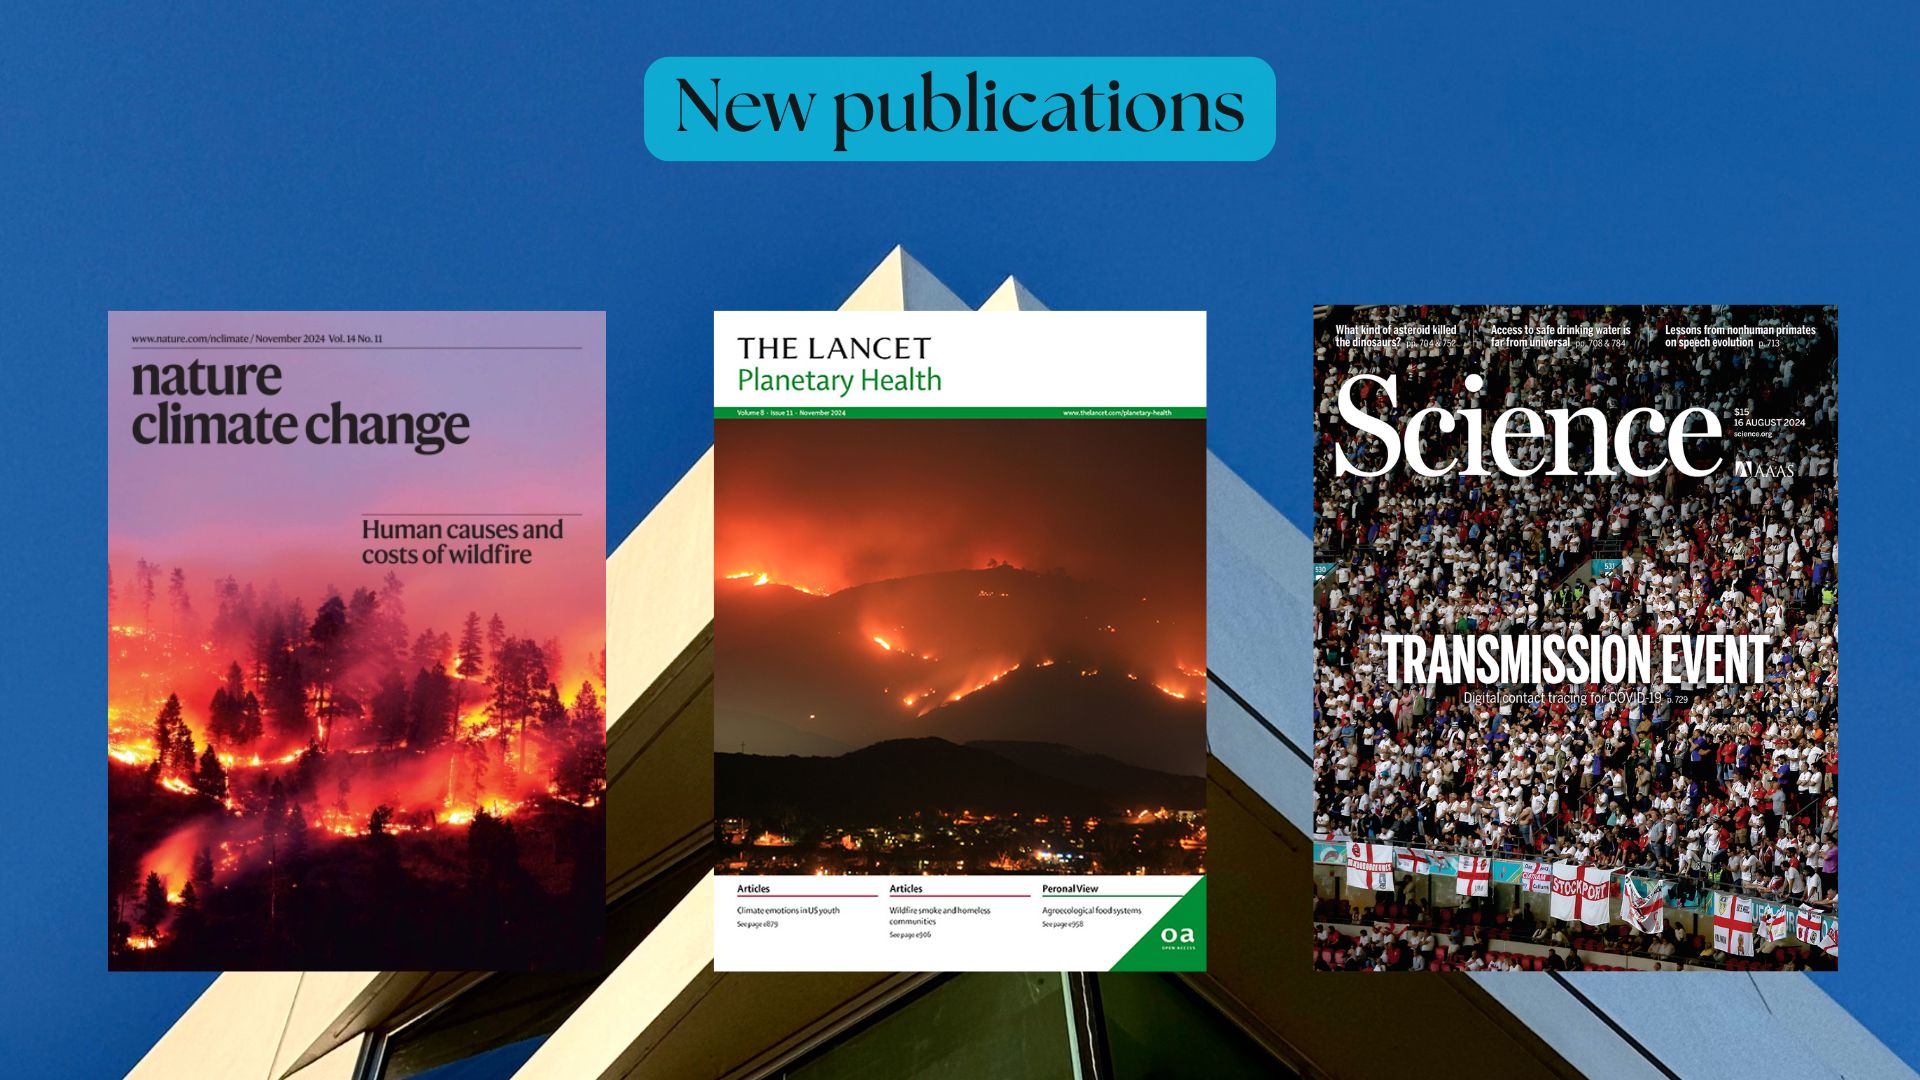 New publications
www.nature.com/nclimate / November 2024 Vol. 14 No. 11
nature
climate change
Human causes and
costs of wildfire
THE LANCET
Planetary Health
Volume 8 · Issue 11 · November 2024
www.thelancet.com/planetary-health
Articles
Climate emotions in US youth
See page e879
Articles
Wildfire smoke and homeless
communities
See page e906
Peronal View
Agroecological food systems
See page e958
oa
OPEN ACCESS
What kind of asteroid killed
the dinosaurs? pp. 704 & 752
Access to safe drinking water is
far from universal pp. 708 & 784
Lessons from nonhuman primates
on speech evolution p. 713
Science
$15
16 AUGUST 2024
science.org
AAAS
530
531
TRANSMISSION EVENT
Digital contact tracing for COVID-19 p. 729
STOCKPORT